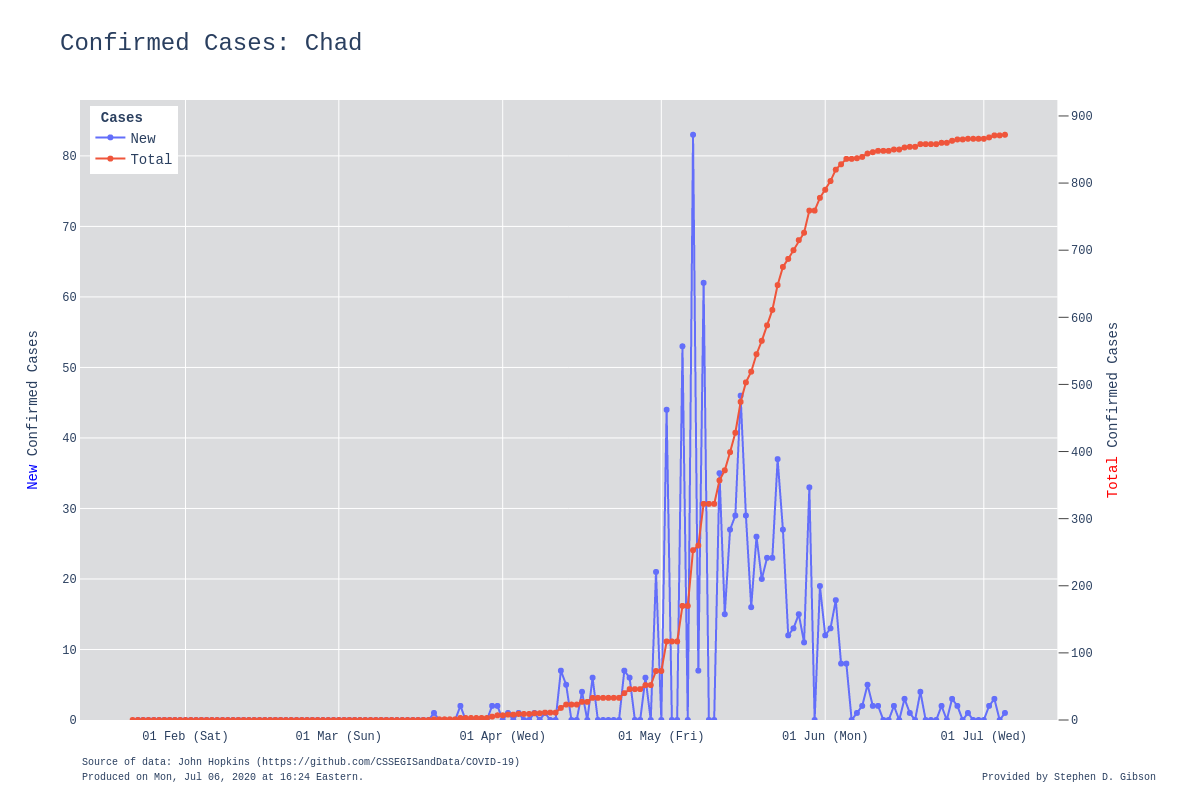 Confirmed Cases: Chad
Cases
New
Total
80
70
60
50
40
30
20
10
0
900
800
700
600
500
400
300
200
100
0
New Confirmed Cases
Total Confirmed Cases
01 Feb (Sat)
01 Mar (Sun)
01 Apr (Wed)
01 May (Fri)
01 Jun (Mon)
01 Jul (Wed)
Source of data: John Hopkins (https://github.com/CSSEGISandData/COVID-19)
Produced on Mon, Jul 06, 2020 at 16:24 Eastern.
Provided by Stephen D. Gibson